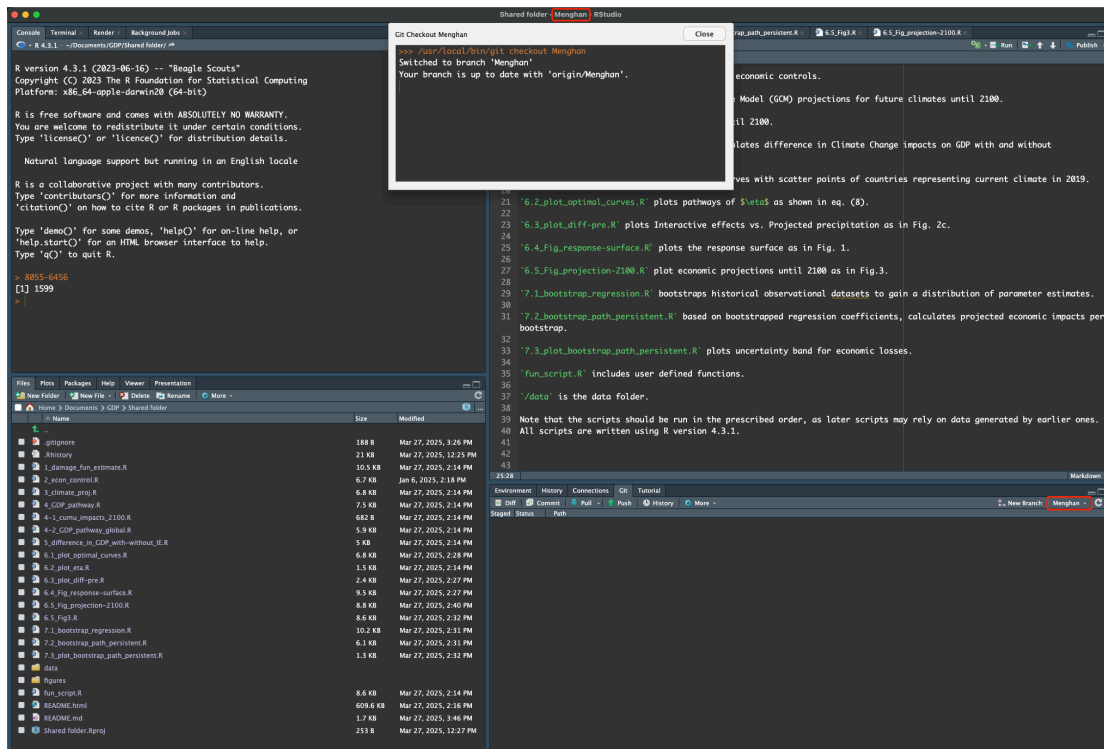 Shared folder - Menghan - RStudio
Console Terminal Render Background Jobs
R 4.3.1 · ~/Documents/GDP/Shared folder/
R version 4.3.1 (2023-06-16) -- "Beagle Scouts"
Copyright (C) 2023 The R Foundation for Statistical Computing
Platform: x86_64-apple-darwin20 (64-bit)
R is free software and comes with ABSOLUTELY NO WARRANTY.
You are welcome to redistribute it under certain conditions.
Type 'license()' or 'licence()' for distribution details.
Natural language support but running in an English locale
R is a collaborative project with many contributors.
Type 'contributors()' for more information and
'citation()' on how to cite R or R packages in publications.
Type 'demo()' for some demos, 'help()' for on-line help, or
'help.start()' for an HTML browser interface to help.
Type 'q()' to quit R.
> 8055-6456
[1] 1599
>
Git Checkout Menghan Close
>>> /usr/local/bin/git checkout Menghan
Switched to branch 'Menghan'
Your branch is up to date with 'origin/Menghan'.
rap_path_persistent.R 6.5_Fig3.R 6.5_Fig_projection-2100.R
Run Publish
economic controls.
Model (GCM) projections for future climates until 2100.
il 2100.
lates difference in Climate Change impacts on GDP with and without
ves with scatter points of countries representing current climate in 2019.
20
21 `6.2_plot_optimal_curves.R` plots pathways of $\eta$ as shown in eq. (8).
22
23 `6.3_plot_diff-pre.R` plots Interactive effects vs. Projected precipitation as in Fig. 2c.
24
25 `6.4_Fig_response-surface.R` plots the response surface as in Fig. 1.
26
27 `6.5_Fig_projection-2100.R` plot economic projections until 2100 as in Fig.3.
28
29 `7.1_bootstrap_regression.R` bootstraps historical observational datasets to gain a distribution of parameter estimates.
30
31 `7.2_bootstrap_path_persistent.R` based on bootstrapped regression coefficients, calculates projected economic impacts per
bootstrap.
32
33 `7.3_plot_bootstrap_path_persistent.R` plots uncertainty band for economic losses.
34
35 `fun_script.R` includes user defined functions.
36
37 `/data` is the data folder.
38
39 Note that the scripts should be run in the prescribed order, as later scripts may rely on data generated by earlier ones.
40 All scripts are written using R version 4.3.1.
41
42
43
25:28 Markdown
Files Plots Packages Help Viewer Presentation
New Folder New File Delete Rename More
Home > Documents > GDP > Shared folder
Name Size Modified
..
.gitignore 188 B Mar 27, 2025, 3:26 PM
.Rhistory 21 KB Mar 27, 2025, 12:25 PM
1_damage_fun_estimate.R 10.5 KB Mar 27, 2025, 2:14 PM
2_econ_control.R 6.7 KB Jan 6, 2025, 2:18 PM
3_climate_proj.R 6.8 KB Mar 27, 2025, 2:14 PM
4_GDP_pathway.R 7.5 KB Mar 27, 2025, 2:14 PM
4-1_cumu_impacts_2100.R 682 B Mar 27, 2025, 2:14 PM
4-2_GDP_pathway_global.R 5.9 KB Mar 27, 2025, 2:14 PM
5_difference_in_GDP_with-without_IE.R 5 KB Mar 27, 2025, 2:14 PM
6.1_plot_optimal_curves.R 6.8 KB Mar 27, 2025, 2:28 PM
6.2_plot_eta.R 1.5 KB Mar 27, 2025, 2:14 PM
6.3_plot_diff-pre.R 2.4 KB Mar 27, 2025, 2:27 PM
6.4_Fig_response-surface.R 9.5 KB Mar 27, 2025, 2:27 PM
6.5_Fig_projection-2100.R 8.8 KB Mar 27, 2025, 2:40 PM
6.5_Fig3.R 8.6 KB Mar 27, 2025, 2:32 PM
7.1_bootstrap_regression.R 10.2 KB Mar 27, 2025, 2:31 PM
7.2_bootstrap_path_persistent.R 6.1 KB Mar 27, 2025, 2:31 PM
7.3_plot_bootstrap_path_persistent.R 1.3 KB Mar 27, 2025, 2:32 PM
data
figures
fun_script.R 8.6 KB Mar 27, 2025, 2:14 PM
README.html 609.6 KB Mar 27, 2025, 2:16 PM
README.md 1.7 KB Mar 27, 2025, 3:46 PM
Shared folder.Rproj 253 B Mar 27, 2025, 12:27 PM
Environment History Connections Git Tutorial
Diff Commit Pull Push History More New Branch Menghan
Staged Status Path